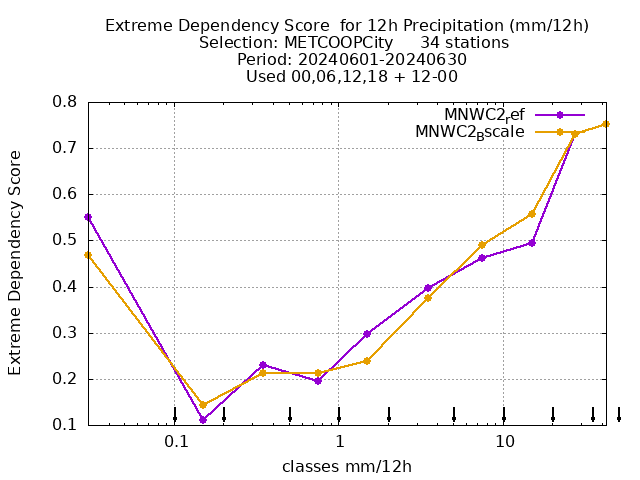 Extreme Dependency Score  for 12h Precipitation (mm/12h)
Selection: METCOOPCity     34 stations
Period: 20240601-20240630
Used 00,06,12,18 + 12-00
MNWC2ref
MNWC2Bscale
0.8
0.7
0.6
0.5
0.4
0.3
0.2
0.1
Extreme Dependency Score
0.1 1 10
classes mm/12h